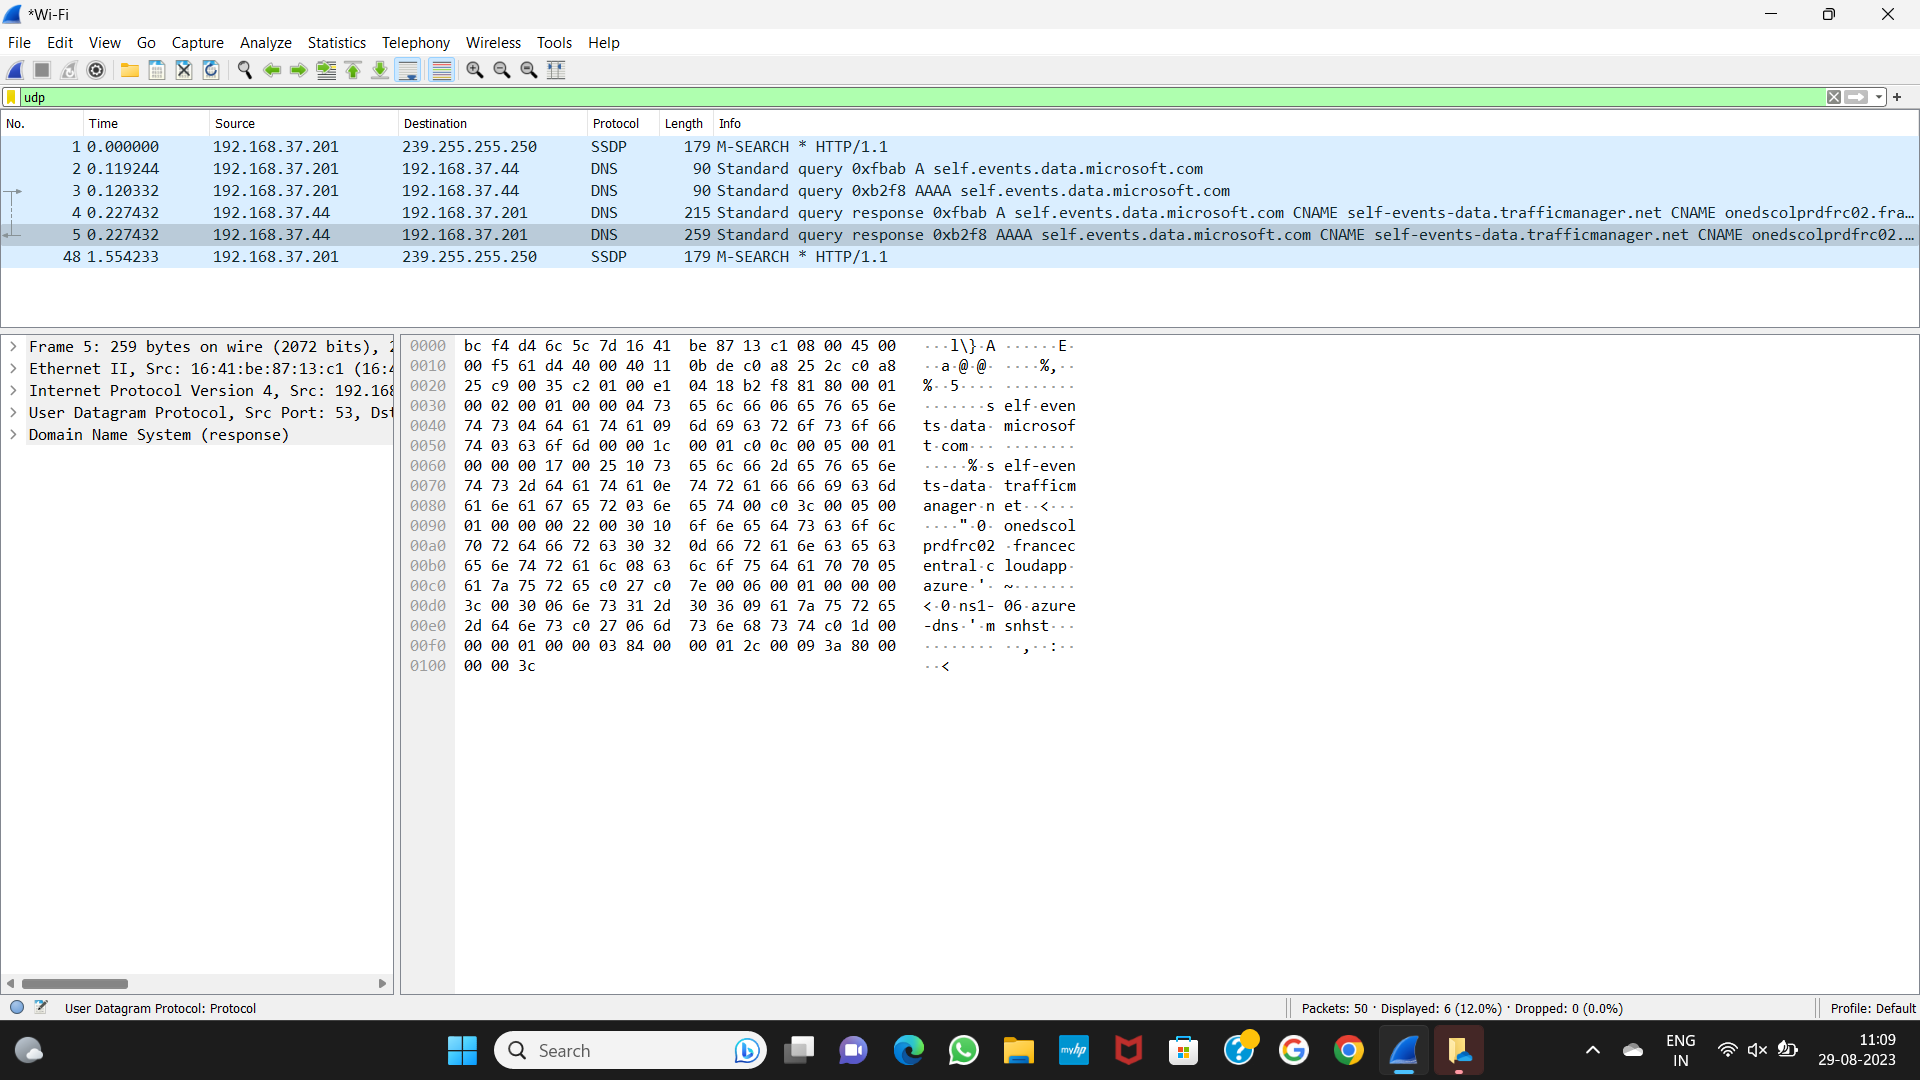 *Wi-Fi
File Edit View Go Capture Analyze Statistics Telephony Wireless Tools Help
udp
No. Time Source Destination Protocol Length Info
1 0.000000 192.168.37.201 239.255.255.250 SSDP 179 M-SEARCH * HTTP/1.1
2 0.119244 192.168.37.201 192.168.37.44 DNS 90 Standard query 0xfbab A self.events.data.microsoft.com
3 0.120332 192.168.37.201 192.168.37.44 DNS 90 Standard query 0xb2f8 AAAA self.events.data.microsoft.com
4 0.227432 192.168.37.44 192.168.37.201 DNS 215 Standard query response 0xfbab A self.events.data.microsoft.com CNAME self-events-data.trafficmanager.net CNAME onedscolprdfrc02.fra…
5 0.227432 192.168.37.44 192.168.37.201 DNS 259 Standard query response 0xb2f8 AAAA self.events.data.microsoft.com CNAME self-events-data.trafficmanager.net CNAME onedscolprdfrc02.…
48 1.554233 192.168.37.201 239.255.255.250 SSDP 179 M-SEARCH * HTTP/1.1
Frame 5: 259 bytes on wire (2072 bits), 2
Ethernet II, Src: 16:41:be:87:13:c1 (16:4
Internet Protocol Version 4, Src: 192.168
User Datagram Protocol, Src Port: 53, Dst
Domain Name System (response)
0000 bc f4 d4 6c 5c 7d 16 41 be 87 13 c1 08 00 45 00 ···l\}·A ······E·
0010 00 f5 61 d4 40 00 40 11 0b de c0 a8 25 2c c0 a8 ··a·@·@· ····%,··
0020 25 c9 00 35 c2 01 00 e1 04 18 b2 f8 81 80 00 01 %··5···· ········
0030 00 02 00 01 00 00 04 73 65 6c 66 06 65 76 65 6e ·······s elf·even
0040 74 73 04 64 61 74 61 09 6d 69 63 72 6f 73 6f 66 ts·data· microsof
0050 74 03 63 6f 6d 00 00 1c 00 01 c0 0c 00 05 00 01 t·com··· ········
0060 00 00 00 17 00 25 10 73 65 6c 66 2d 65 76 65 6e ·····%·s elf-even
0070 74 73 2d 64 61 74 61 0e 74 72 61 66 66 69 63 6d ts-data· trafficm
0080 61 6e 61 67 65 72 03 6e 65 74 00 c0 3c 00 05 00 anager·n et··<···
0090 01 00 00 00 22 00 30 10 6f 6e 65 64 73 63 6f 6c ····"·0· onedscol
00a0 70 72 64 66 72 63 30 32 0d 66 72 61 6e 63 65 63 prdfrc02 ·francec
00b0 65 6e 74 72 61 6c 08 63 6c 6f 75 64 61 70 70 05 entral·c loudapp·
00c0 61 7a 75 72 65 c0 27 c0 7e 00 06 00 01 00 00 00 azure·'· ~·······
00d0 3c 00 30 06 6e 73 31 2d 30 36 09 61 7a 75 72 65 <·0·ns1- 06·azure
00e0 2d 64 6e 73 c0 27 06 6d 73 6e 68 73 74 c0 1d 00 -dns·'·m snhst···
00f0 00 00 01 00 00 03 84 00 00 01 2c 00 09 3a 80 00 ········ ··,··:··
0100 00 00 3c ··<
User Datagram Protocol: Protocol
Packets: 50 · Displayed: 6 (12.0%) · Dropped: 0 (0.0%)
Profile: Default
Search
myhp
ENG
IN
11:09
29-08-2023